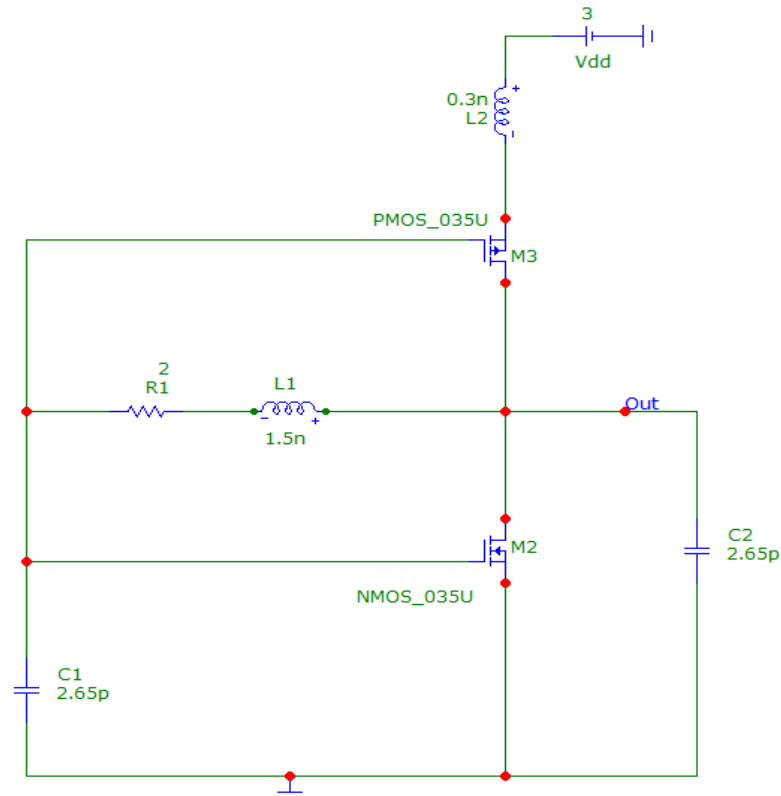 3
Vdd
0.3n
L2
PMOS_035U
M3
2
R1
L1
1.5n
Out
M2
NMOS_035U
C2
2.65p
C1
2.65p